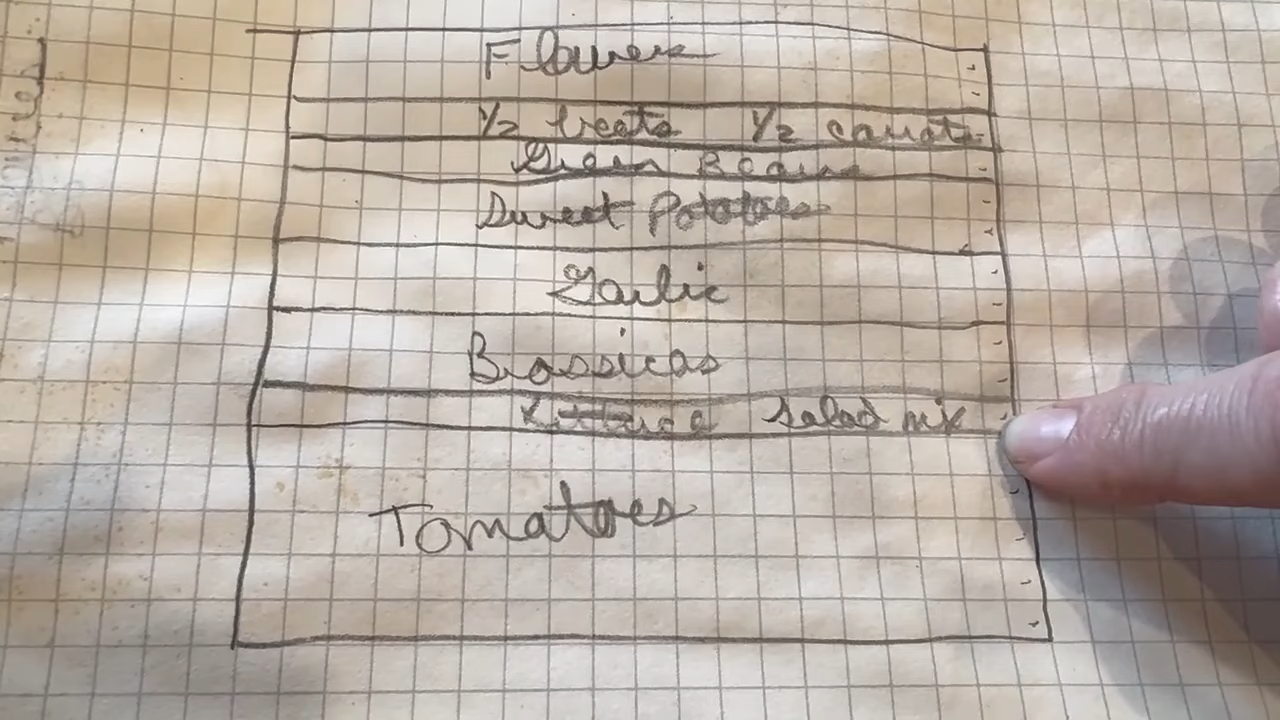 Flowers
1/2 beets 1/2 carrots
Green Beans
Sweet Potatoes
Garlic
Brassicas
Lettuce Salad mix
Tomatoes